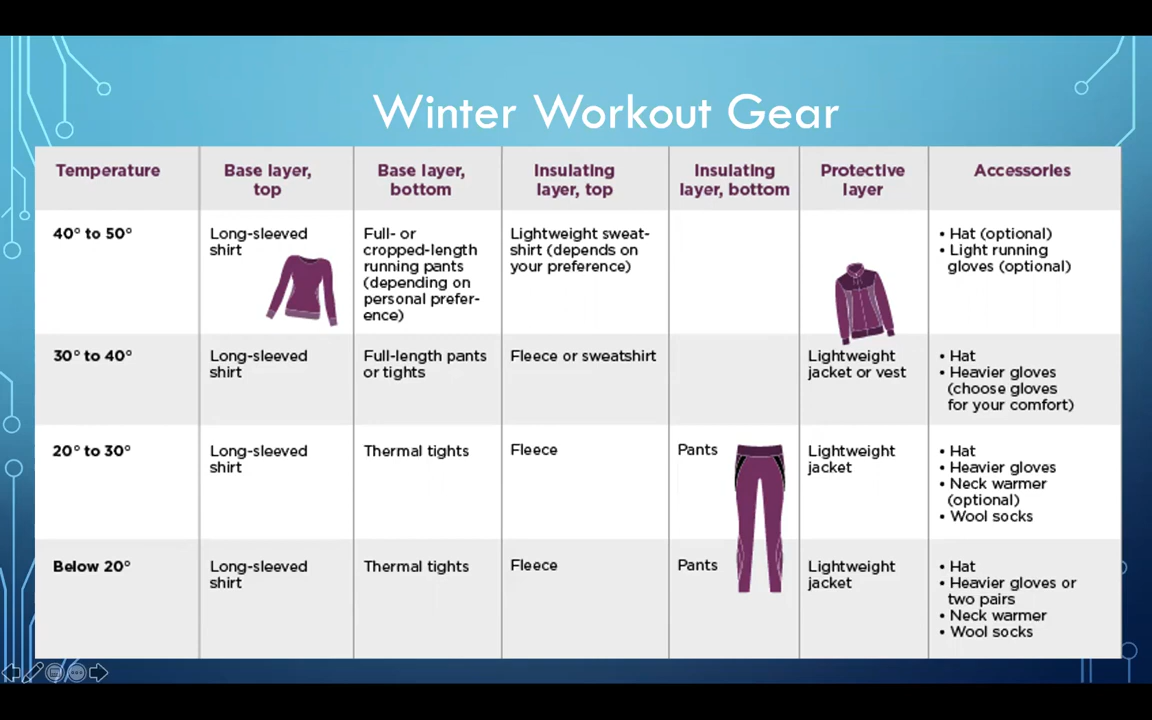 Winter Workout Gear
Temperature
Base layer,
top
Base layer,
bottom
Insulating
layer, top
Insulating
layer, bottom
Protective
layer
Accessories
40° to 50°
Long-sleeved
shirt
Full- or
cropped-length
running pants
(depending on
personal prefer-
ence)
Lightweight sweat-
shirt (depends on
your preference)
• Hat (optional)
• Light running
gloves (optional)
30° to 40°
Long-sleeved
shirt
Full-length pants
or tights
Fleece or sweatshirt
Lightweight
jacket or vest
• Hat
• Heavier gloves
(choose gloves
for your comfort)
20° to 30°
Long-sleeved
shirt
Thermal tights
Fleece
Pants
Lightweight
jacket
• Hat
• Heavier gloves
• Neck warmer
(optional)
• Wool socks
Below 20°
Long-sleeved
shirt
Thermal tights
Fleece
Pants
Lightweight
jacket
• Hat
• Heavier gloves or
two pairs
• Neck warmer
• Wool socks